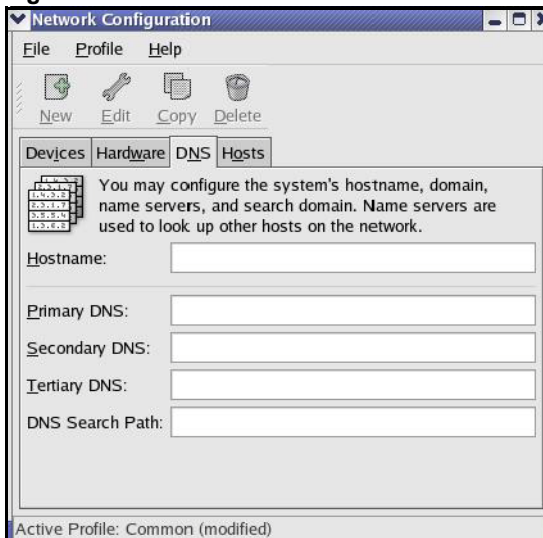 Network Configuration
File Profile Help
New Edit Copy Delete
Devices Hardware DNS Hosts
You may configure the system's hostname, domain,
name servers, and search domain. Name servers are
used to look up other hosts on the network.
Hostname:
Primary DNS:
Secondary DNS:
Tertiary DNS:
DNS Search Path:
Active Profile: Common (modified)